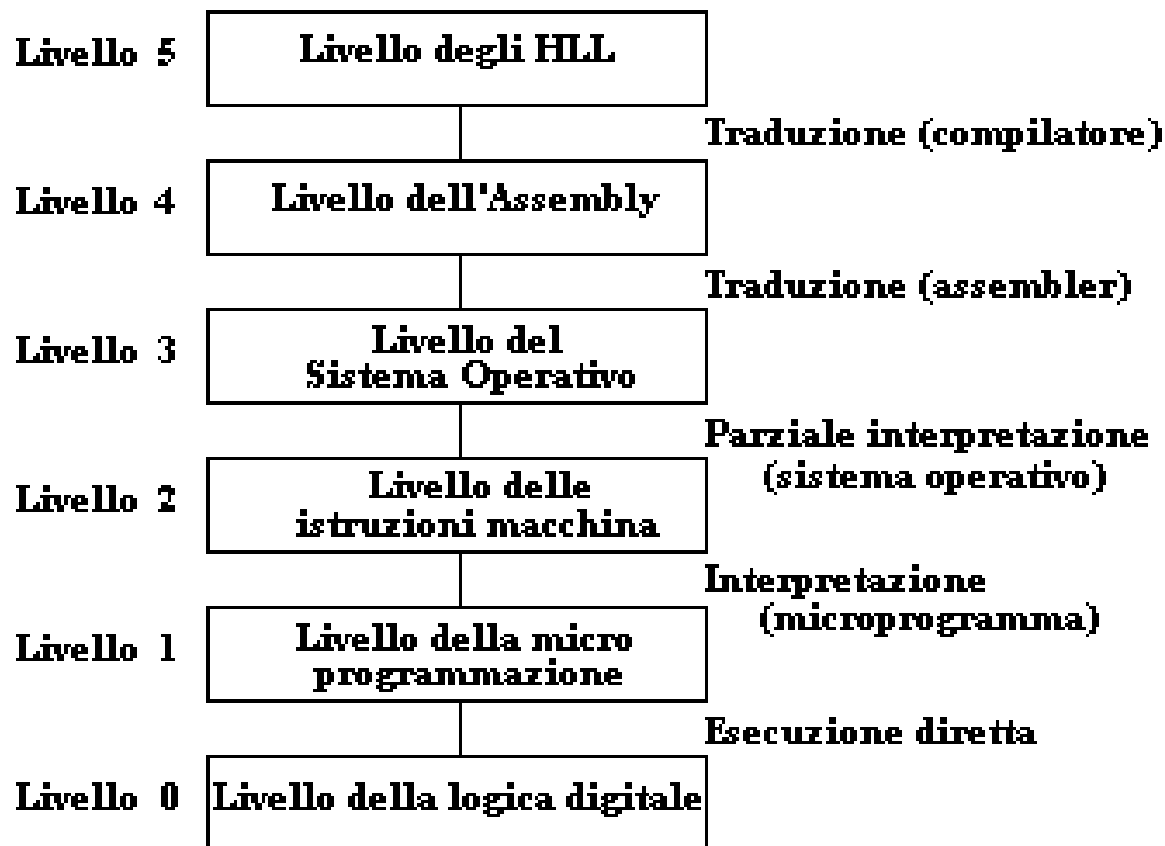 Livello 5
Livello degli HLL
Traduzione (compilatore)
Livello 4
Livello dell'Assembly
Traduzione (assembler)
Livello 3
Livello del
Sistema Operativo
Parziale interpretazione
(sistema operativo)
Livello 2
Livello delle
istruzioni macchina
Interpretazione
(microprogramma)
Livello 1
Livello della micro
programmazione
Esecuzione diretta
Livello 0
Livello della logica digitale